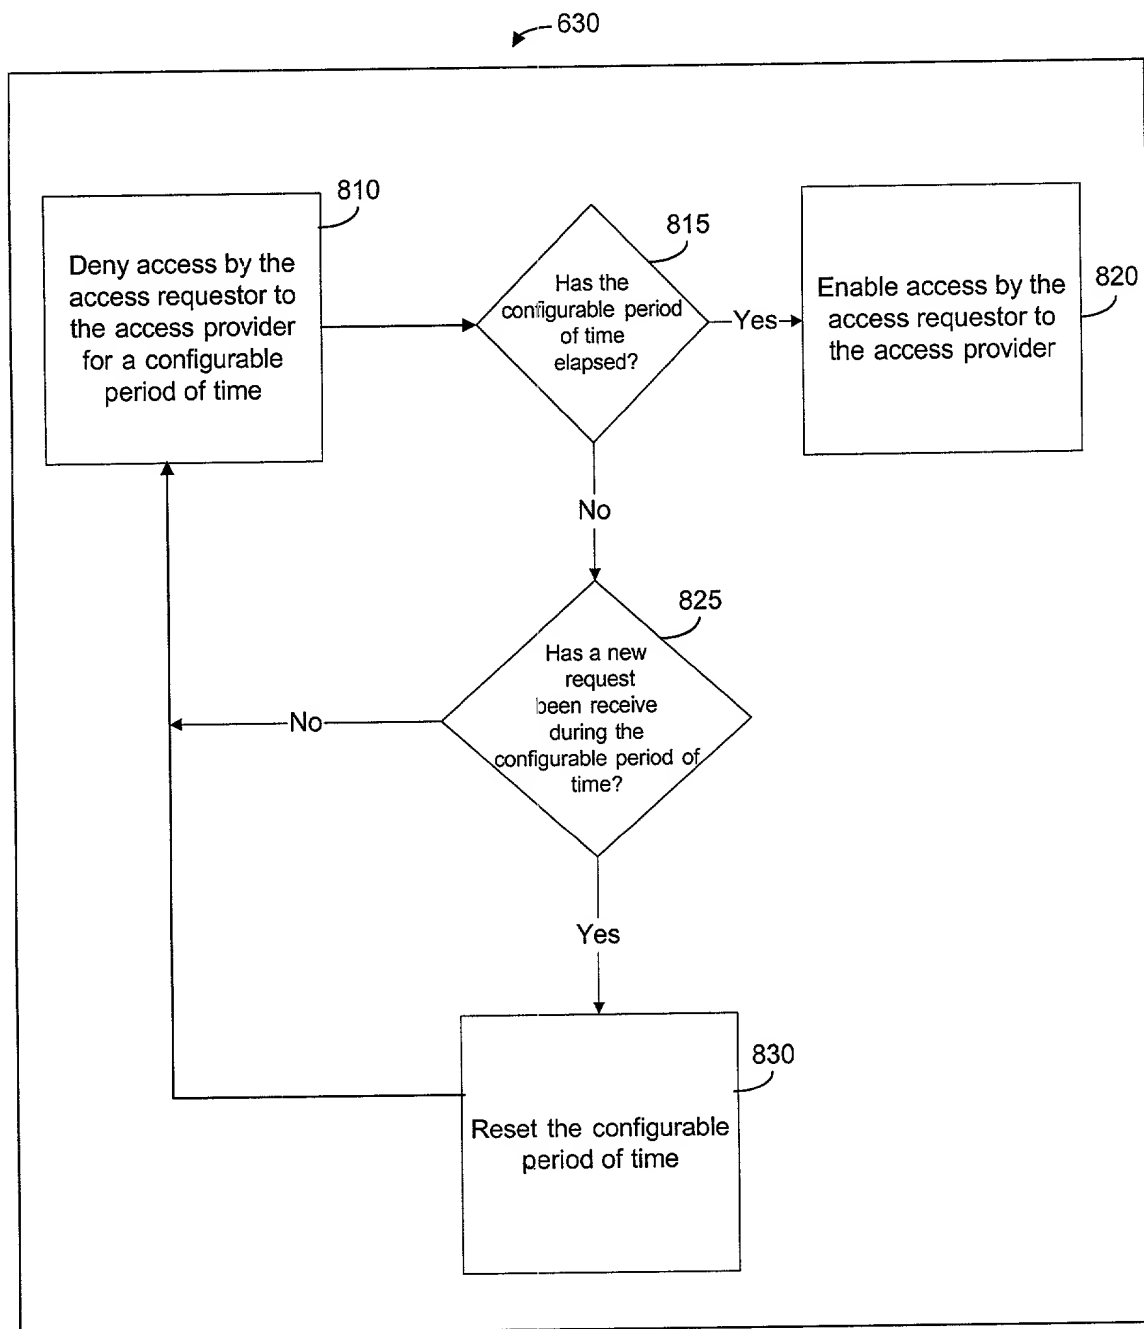 630
810
Deny access by the
access requestor to
the access provider
for a configurable
period of time
815
Has the
configurable period
of time
elapsed?
Yes
820
Enable access by the
access requestor to
the access provider
No
825
Has a new
request
been receive
during the
configurable period of
time?
No
Yes
830
Reset the configurable
period of time